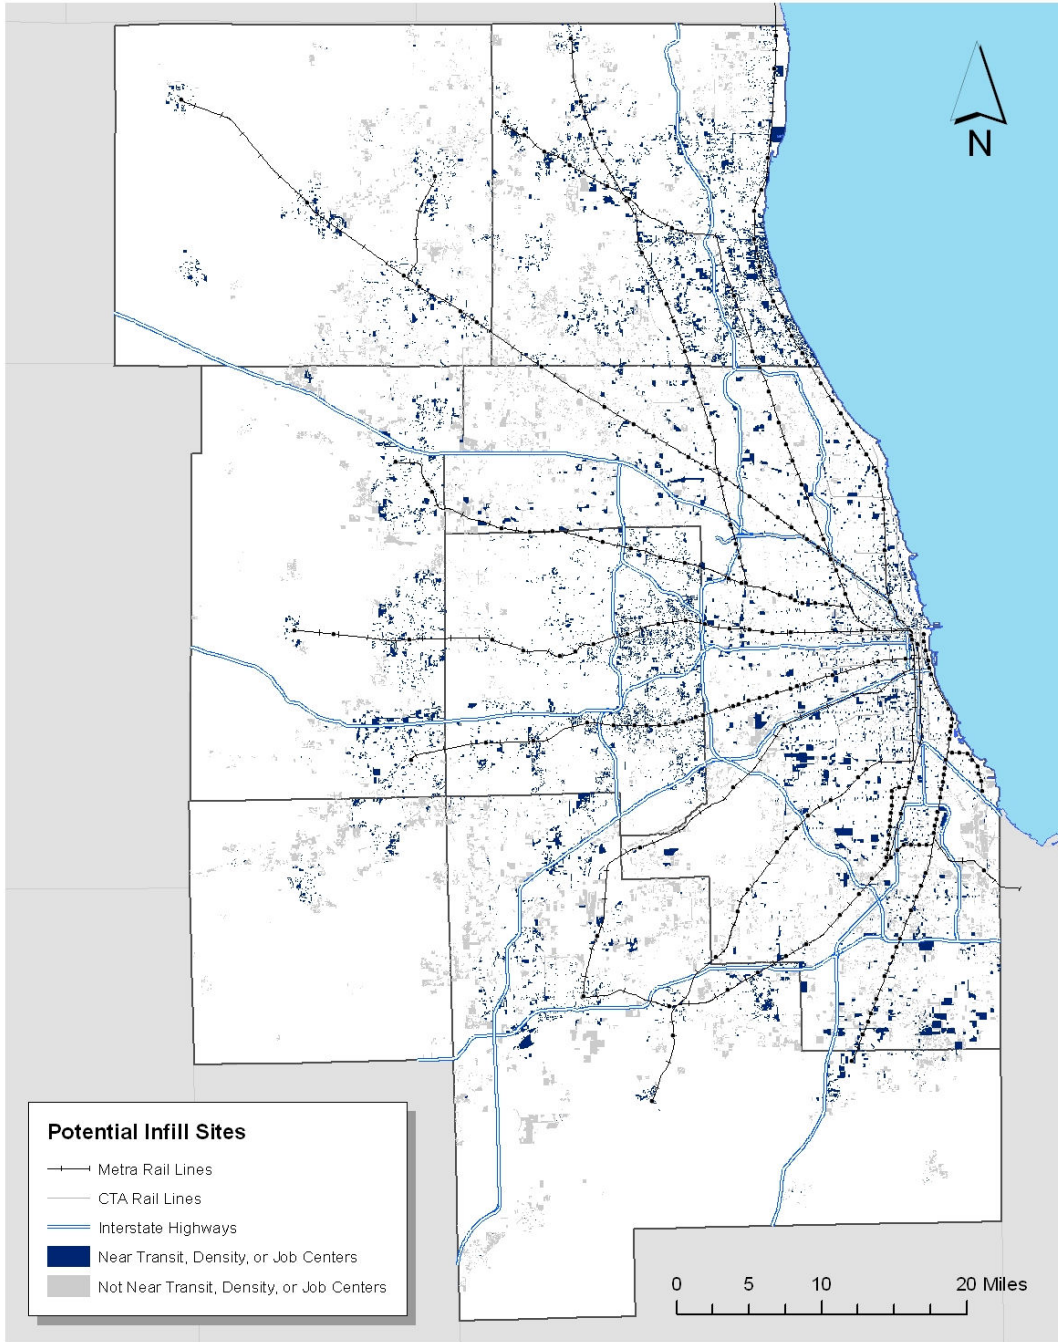 N
Potential Infill Sites
Metra Rail Lines
CTA Rail Lines
Interstate Highways
Near Transit, Density, or Job Centers
Not Near Transit, Density, or Job Centers
0 5 10 20 Miles